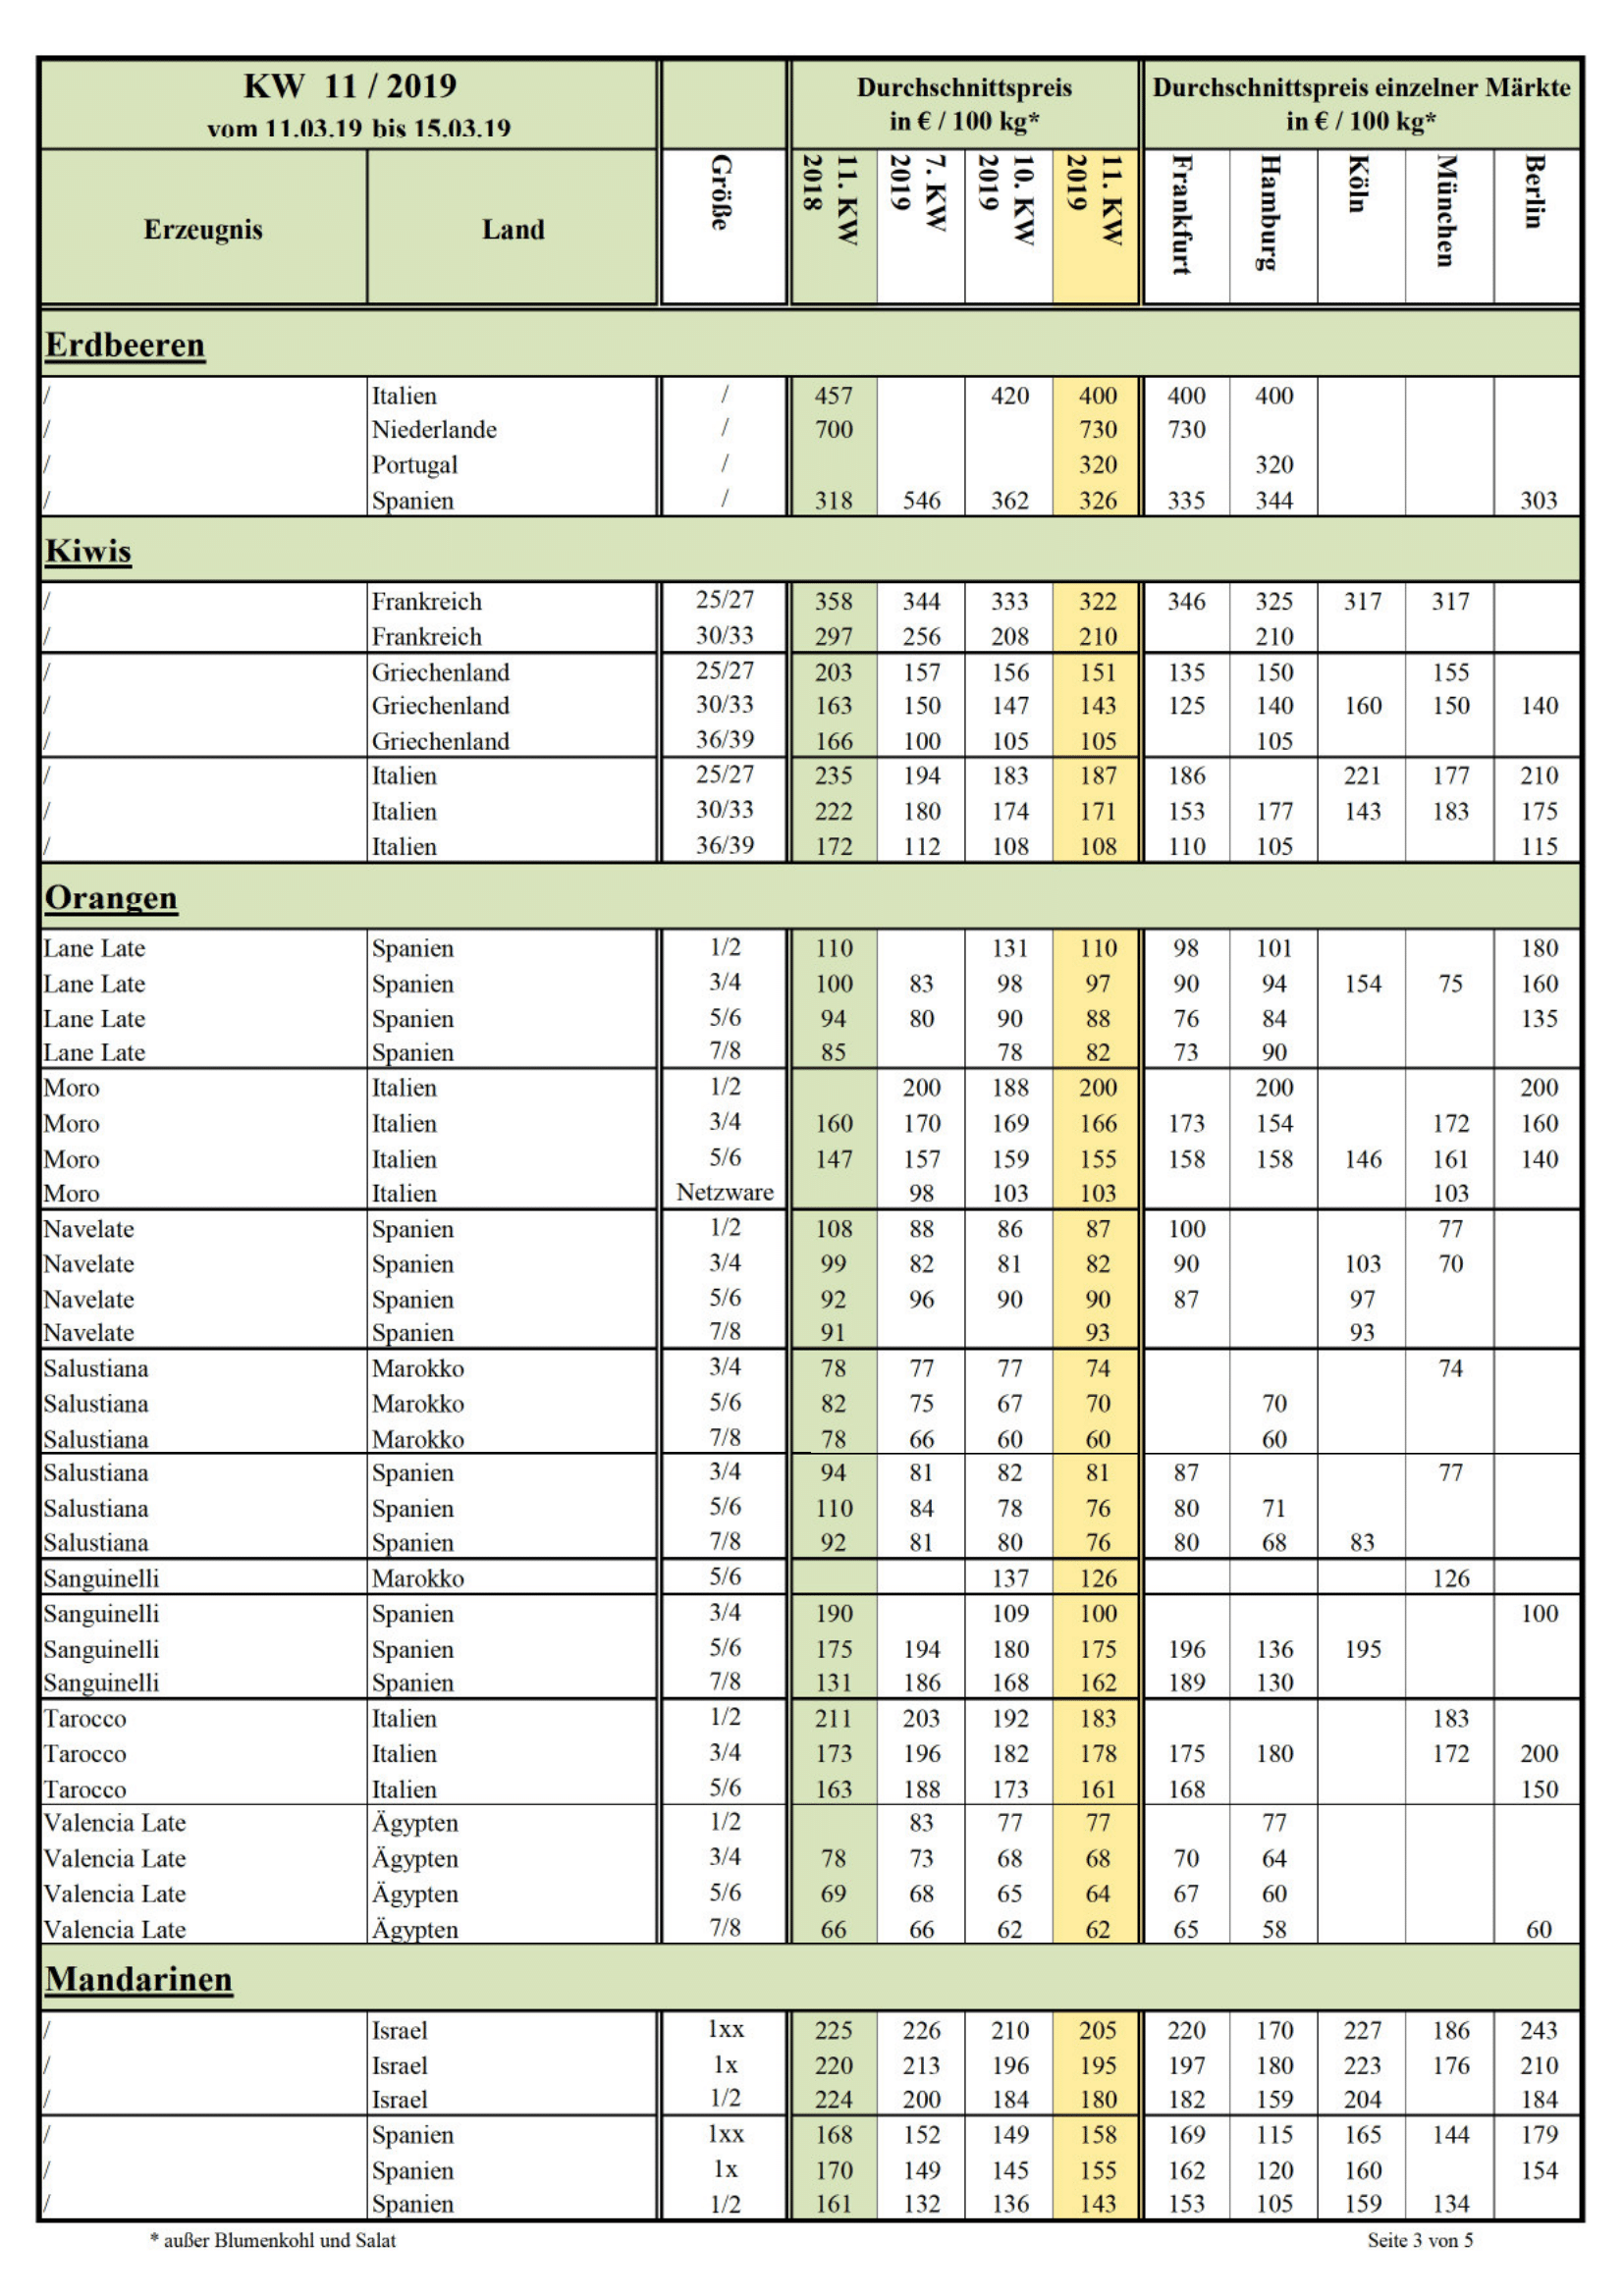 KW 11 / 2019
vom 11.03.19 bis 15.03.19
Durchschnittspreis
in € / 100 kg*
Durchschnittspreis einzelner Märkte
in € / 100 kg*
Erzeugnis Land Größe 11. KW 2018 7. KW 2019 10. KW 2019 11. KW 2019 Frankfurt Hamburg Köln München Berlin
Erdbeeren
/ Italien / 457 420 400 400 400
/ Niederlande / 700 730 730
/ Portugal / 320 320
/ Spanien / 318 546 362 326 335 344 303
Kiwis
/ Frankreich 25/27 358 344 333 322 346 325 317 317
/ Frankreich 30/33 297 256 208 210 210
/ Griechenland 25/27 203 157 156 151 135 150 155
/ Griechenland 30/33 163 150 147 143 125 140 160 150 140
/ Griechenland 36/39 166 100 105 105 105
/ Italien 25/27 235 194 183 187 186 221 177 210
/ Italien 30/33 222 180 174 171 153 177 143 183 175
/ Italien 36/39 172 112 108 108 110 105 115
Orangen
Lane Late Spanien 1/2 110 131 110 98 101 180
Lane Late Spanien 3/4 100 83 98 97 90 94 154 75 160
Lane Late Spanien 5/6 94 80 90 88 76 84 135
Lane Late Spanien 7/8 85 78 82 73 90
Moro Italien 1/2 200 188 200 200 200
Moro Italien 3/4 160 170 169 166 173 154 172 160
Moro Italien 5/6 147 157 159 155 158 158 146 161 140
Moro Italien Netzware 98 103 103 103
Navelate Spanien 1/2 108 88 86 87 100 77
Navelate Spanien 3/4 99 82 81 82 90 103 70
Navelate Spanien 5/6 92 96 90 90 87 97
Navelate Spanien 7/8 91 93 93
Salustiana Marokko 3/4 78 77 77 74 74
Salustiana Marokko 5/6 82 75 67 70 70
Salustiana Marokko 7/8 78 66 60 60 60
Salustiana Spanien 3/4 94 81 82 81 87 77
Salustiana Spanien 5/6 110 84 78 76 80 71
Salustiana Spanien 7/8 92 81 80 76 80 68 83
Sanguinelli Marokko 5/6 137 126 126
Sanguinelli Spanien 3/4 190 109 100 100
Sanguinelli Spanien 5/6 175 194 180 175 196 136 195
Sanguinelli Spanien 7/8 131 186 168 162 189 130
Tarocco Italien 1/2 211 203 192 183 183
Tarocco Italien 3/4 173 196 182 178 175 180 172 200
Tarocco Italien 5/6 163 188 173 161 168 150
Valencia Late Ägypten 1/2 83 77 77 77
Valencia Late Ägypten 3/4 78 73 68 68 70 64
Valencia Late Ägypten 5/6 69 68 65 64 67 60
Valencia Late Ägypten 7/8 66 66 62 62 65 58 60
Mandarinen
/ Israel 1xx 225 226 210 205 220 170 227 186 243
/ Israel 1x 220 213 196 195 197 180 223 176 210
/ Israel 1/2 224 200 184 180 182 159 204 184
/ Spanien 1xx 168 152 149 158 169 115 165 144 179
/ Spanien 1x 170 149 145 155 162 120 160 154
/ Spanien 1/2 161 132 136 143 153 105 159 134
* außer Blumenkohl und Salat
Seite 3 von 5